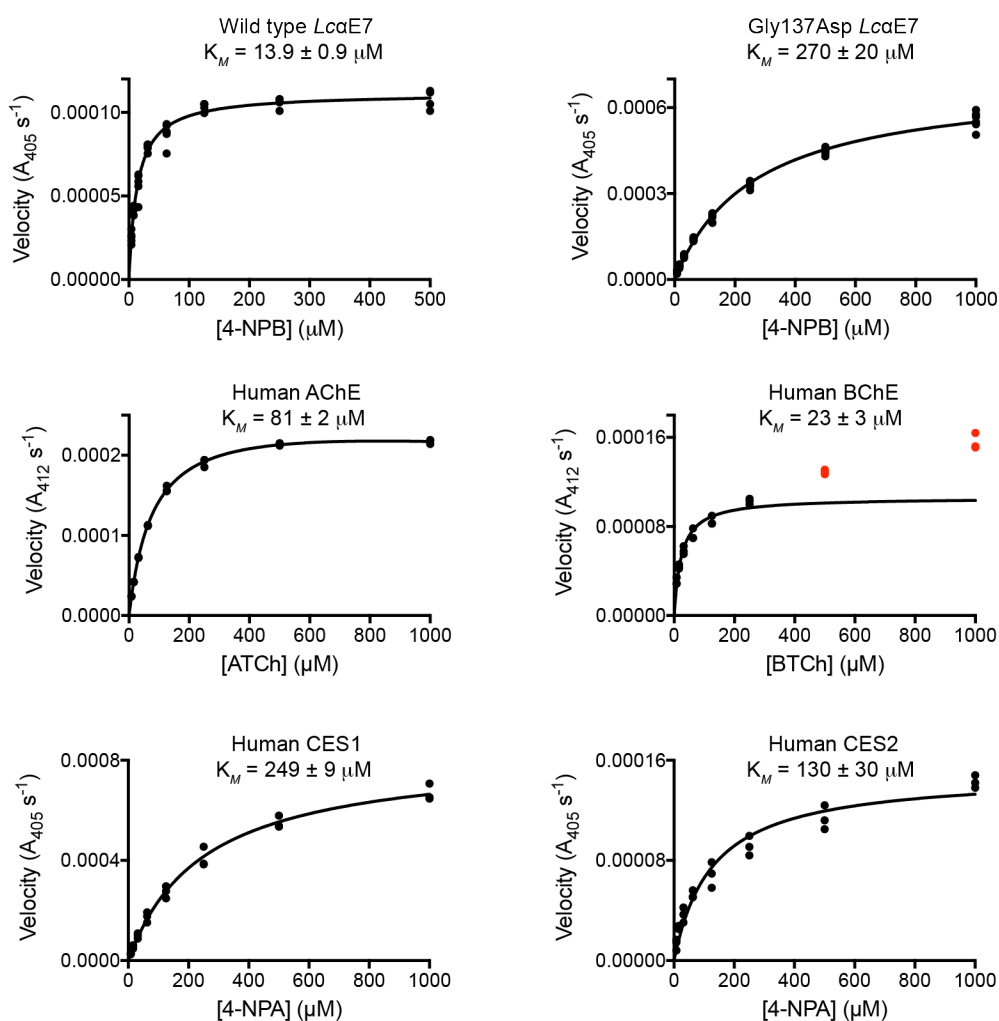 Wild type LcαE7
K_M = 13.9 ± 0.9 μM
Velocity (A₄₀₅ s⁻¹)
0.00010
0.00005
0.00000
0 100 200 300 400 500
[4-NPB] (μM)
Gly137Asp LcαE7
K_M = 270 ± 20 μM
Velocity (A₄₀₅ s⁻¹)
0.0006
0.0003
0.0000
0 200 400 600 800 1000
[4-NPB] (μM)
Human AChE
K_M = 81 ± 2 μM
Velocity (A₄₁₂ s⁻¹)
0.0002
0.0001
0.0000
0 200 400 600 800 1000
[ATCh] (μM)
Human BChE
K_M = 23 ± 3 μM
Velocity (A₄₁₂ s⁻¹)
0.00016
0.00008
0.00000
0 200 400 600 800 1000
[BTCh] (μM)
Human CES1
K_M = 249 ± 9 μM
Velocity (A₄₀₅ s⁻¹)
0.0008
0.0004
0.0000
0 200 400 600 800 1000
[4-NPA] (μM)
Human CES2
K_M = 130 ± 30 μM
Velocity (A₄₀₅ s⁻¹)
0.00016
0.00008
0.00000
0 200 400 600 800 1000
[4-NPA] (μM)